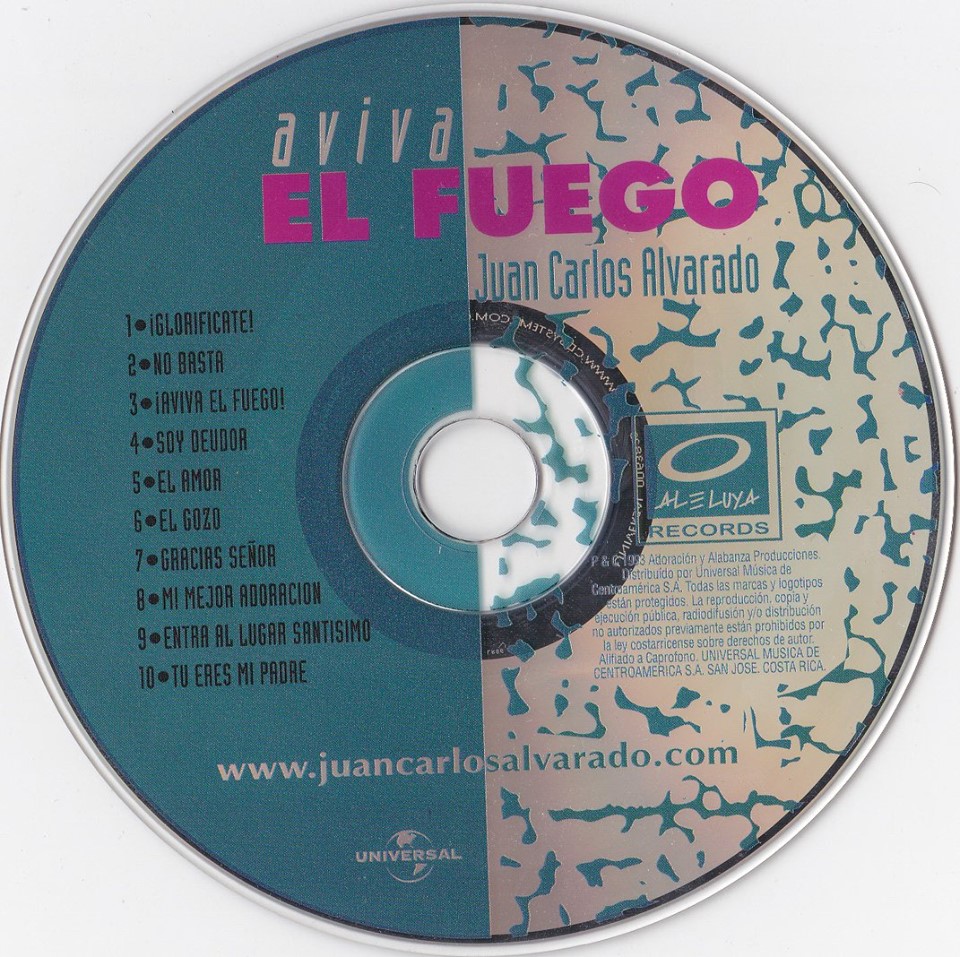 aviva
EL FUEGO
Juan Carlos Alvarado
1•¡GLORIFICATE!
2•NO BASTA
3•¡AVIVA EL FUEGO!
4•SOY DEUDOR
5•EL AMOR
6•EL GOZO
7•GRACIAS SEÑOR
8•MI MEJOR ADORACION
9•ENTRA AL LUGAR SANTISIMO
10•TU ERES MI PADRE
ALELUYA
RECORDS
P & C Adoración y Alabanza Producciones.
Distribuído por Universal Música de
Centroamérica S.A. Todas las marcas y logotipos
están protegidos. La reproducción, copia y
ejecución pública, radiodifusión y/o distribución
no autorizados previamente están prohibidos por
la ley costarricense sobre derechos de autor.
Alifiado a Caprofono. UNIVERSAL MUSICA DE
CENTROAMERICA S.A. SAN JOSE. COSTA RICA.
www.juancarlosalvarado.com
UNIVERSAL